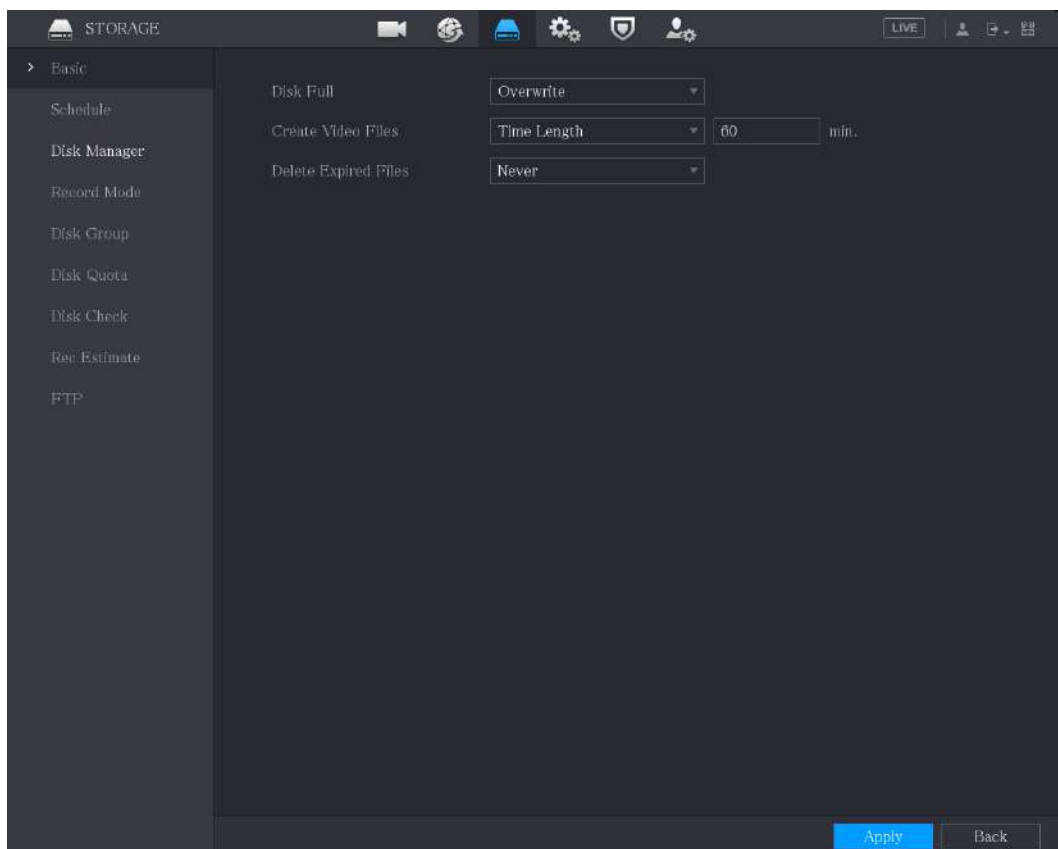 STORAGE LIVE
Basic
Disk Full Overwrite
Schedule
Create Video Files Time Length 60 min.
Disk Manager
Delete Expired Files Never
Record Mode
Disk Group
Disk Quota
Disk Check
Rec Estimate
FTP
Apply Back